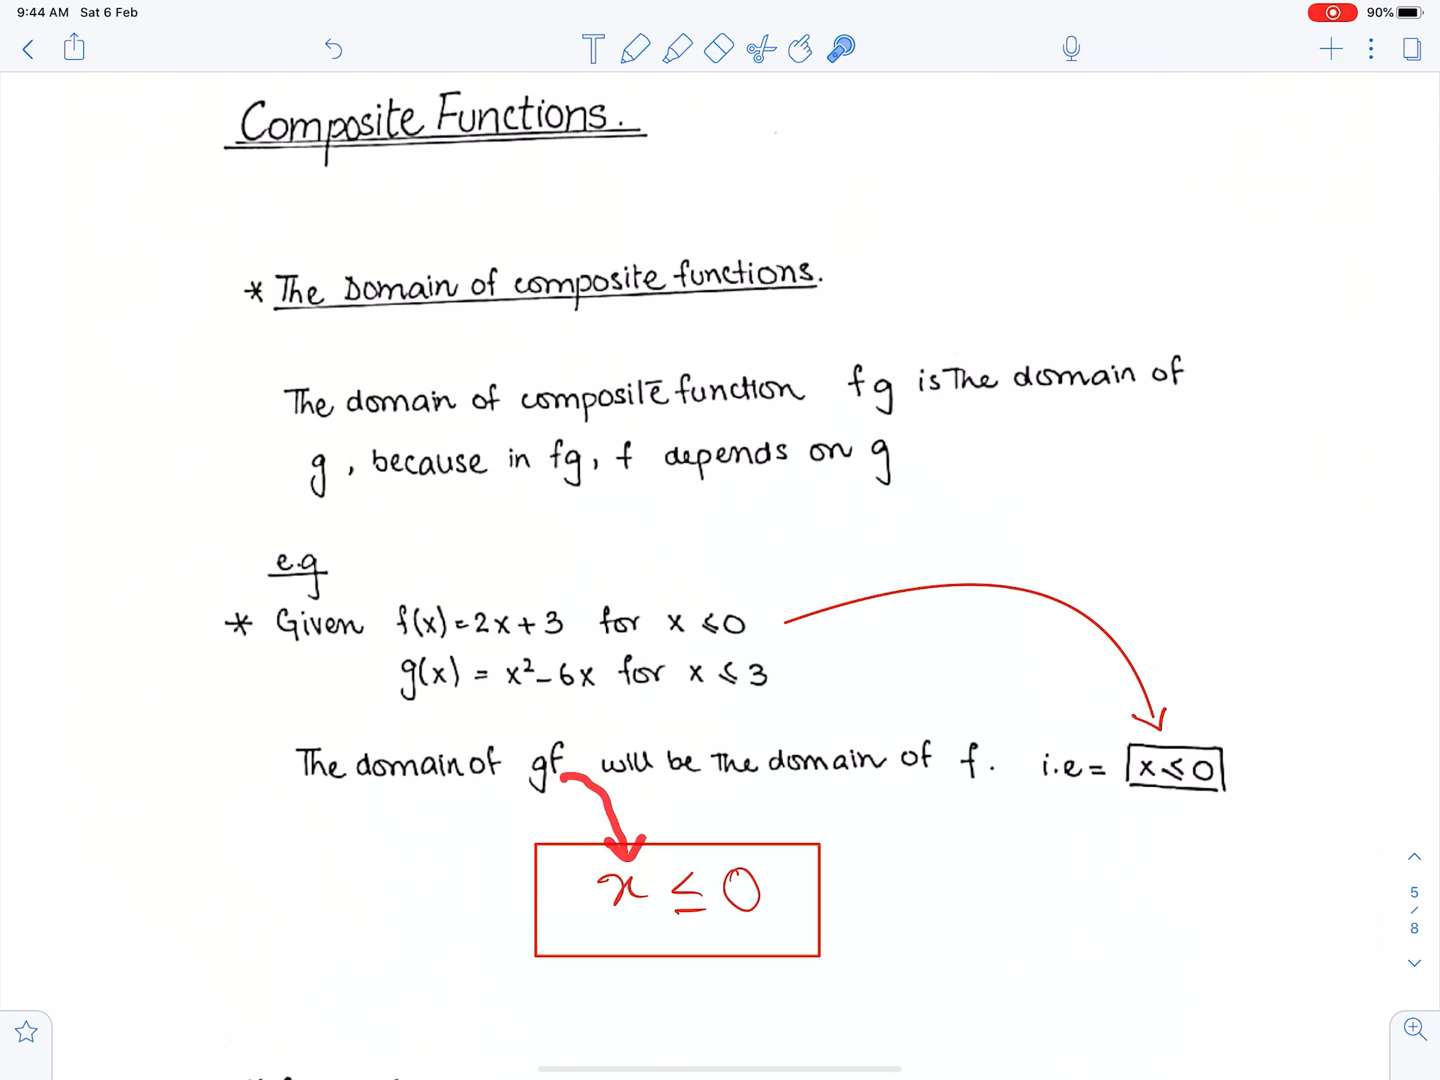 9:44 AM Sat 6 Feb
90%
T
Composite Functions.
* The Domain of composite functions.
The domain of composite function fg is The domain of
g, because in fg, f depends on g
e.g
* Given f(x) = 2x + 3 for x ⩽ 0
g(x) = x² - 6x for x ⩽ 3
The domain of gf will be the domain of f. i.e = x ⩽ 0
x ≤ 0
5
/
8